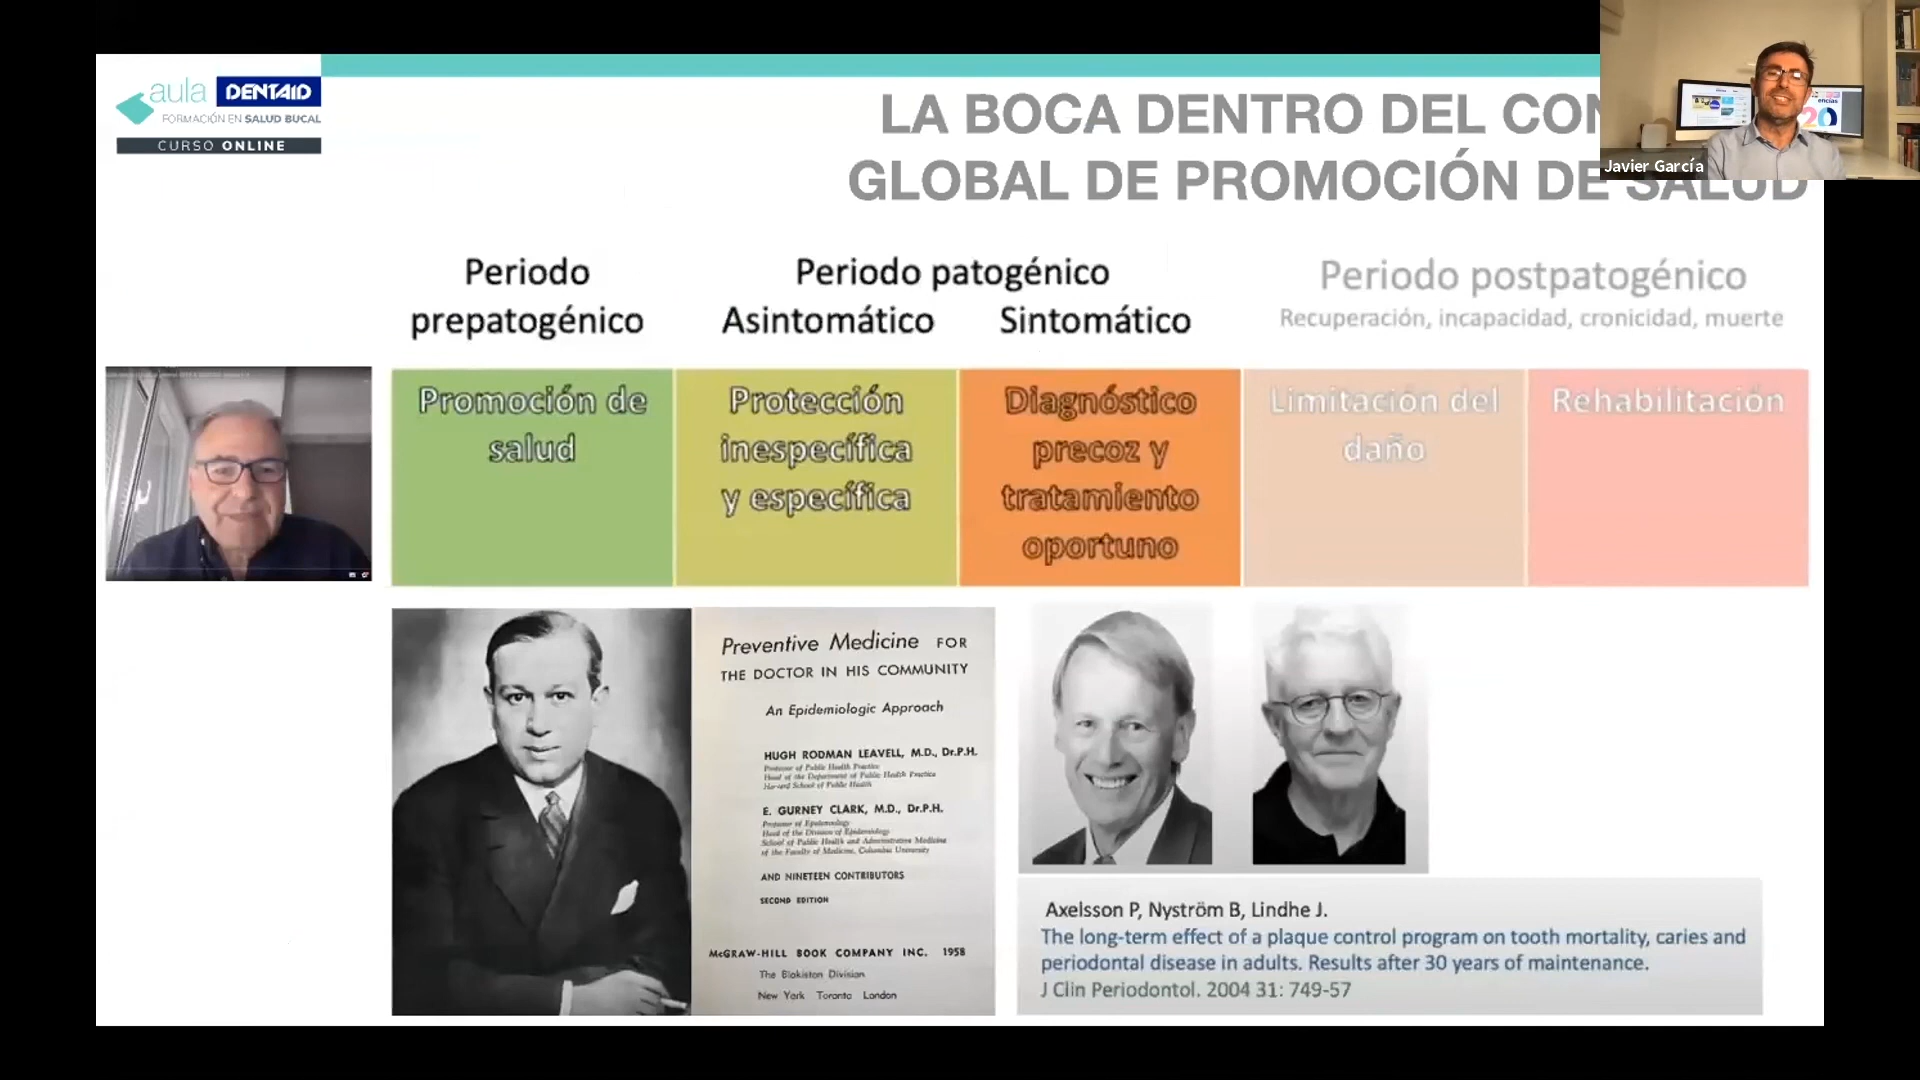 aula DENTAID
FORMACIÓN EN SALUD BUCAL
CURSO ONLINE
LA BOCA DENTRO DEL CON
GLOBAL DE PROMOCIÓN DE SALUD
Javier García
Periodo
prepatogénico
Periodo patogénico
Asintomático Sintomático
Periodo postpatogénico
Recuperación, incapacidad, cronicidad, muerte
Promoción de
salud
Protección
inespecífica
y específica
Diagnóstico
precoz y
tratamiento
oportuno
Limitación del
daño
Rehabilitación
Preventive Medicine FOR
THE DOCTOR IN HIS COMMUNITY
An Epidemiologic Approach
HUGH RODMAN LEAVELL, M.D., Dr.P.H.
Professor of Public Health Practice
Head of the Department of Public Health Practice
Harvard School of Public Health
E. GURNEY CLARK, M.D., Dr.P.H.
Professor of Epidemiology
Head of the Division of Epidemiology
School of Public Health and Administrative Medicine
of the Faculty of Medicine, Columbia University
AND NINETEEN CONTRIBUTORS
SECOND EDITION
McGRAW-HILL BOOK COMPANY INC. 1958
The Blakiston Division
New York Toronto London
Axelsson P, Nyström B, Lindhe J.
The long-term effect of a plaque control program on tooth mortality, caries and
periodontal disease in adults. Results after 30 years of maintenance.
J Clin Periodontol. 2004 31: 749-57